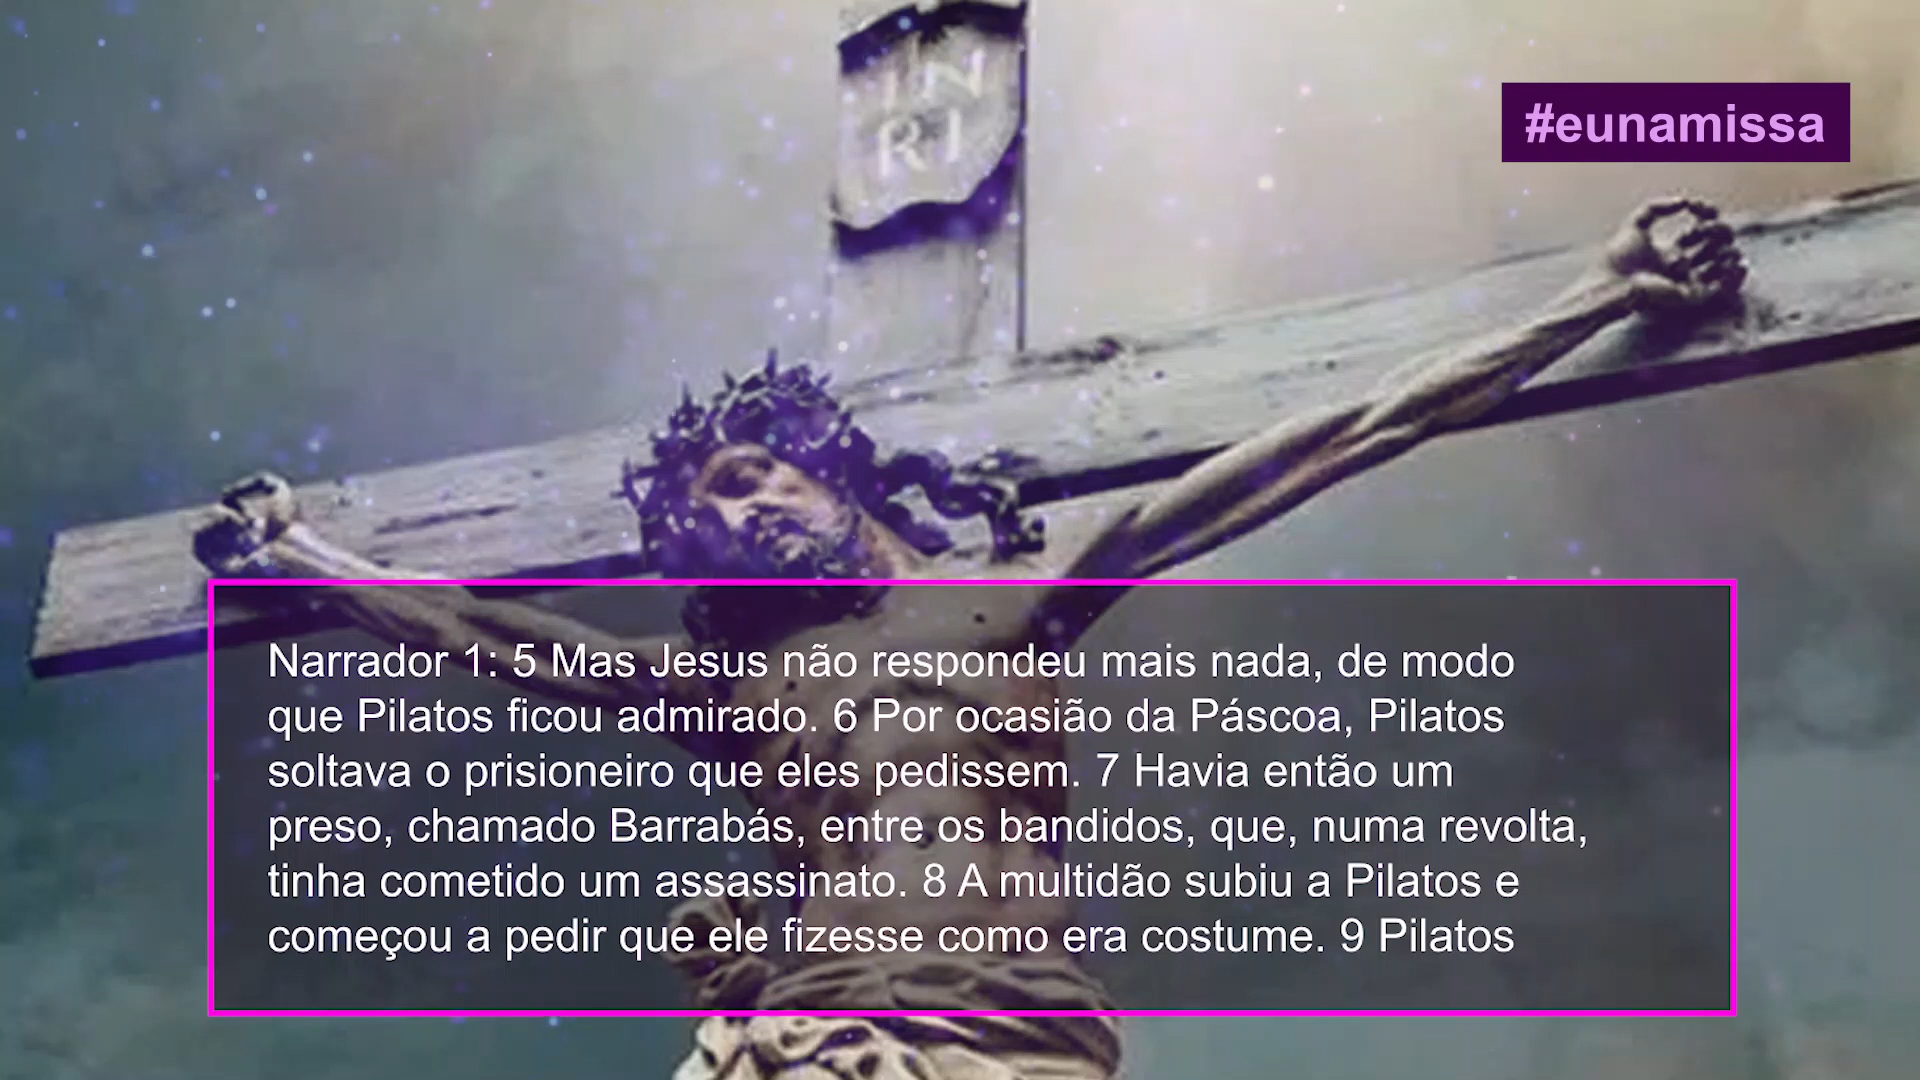 IN
RI
#eunamissa
Narrador 1: 5 Mas Jesus não respondeu mais nada, de modo
que Pilatos ficou admirado. 6 Por ocasião da Páscoa, Pilatos
soltava o prisioneiro que eles pedissem. 7 Havia então um
preso, chamado Barrabás, entre os bandidos, que, numa revolta,
tinha cometido um assassinato. 8 A multidão subiu a Pilatos e
começou a pedir que ele fizesse como era costume. 9 Pilatos